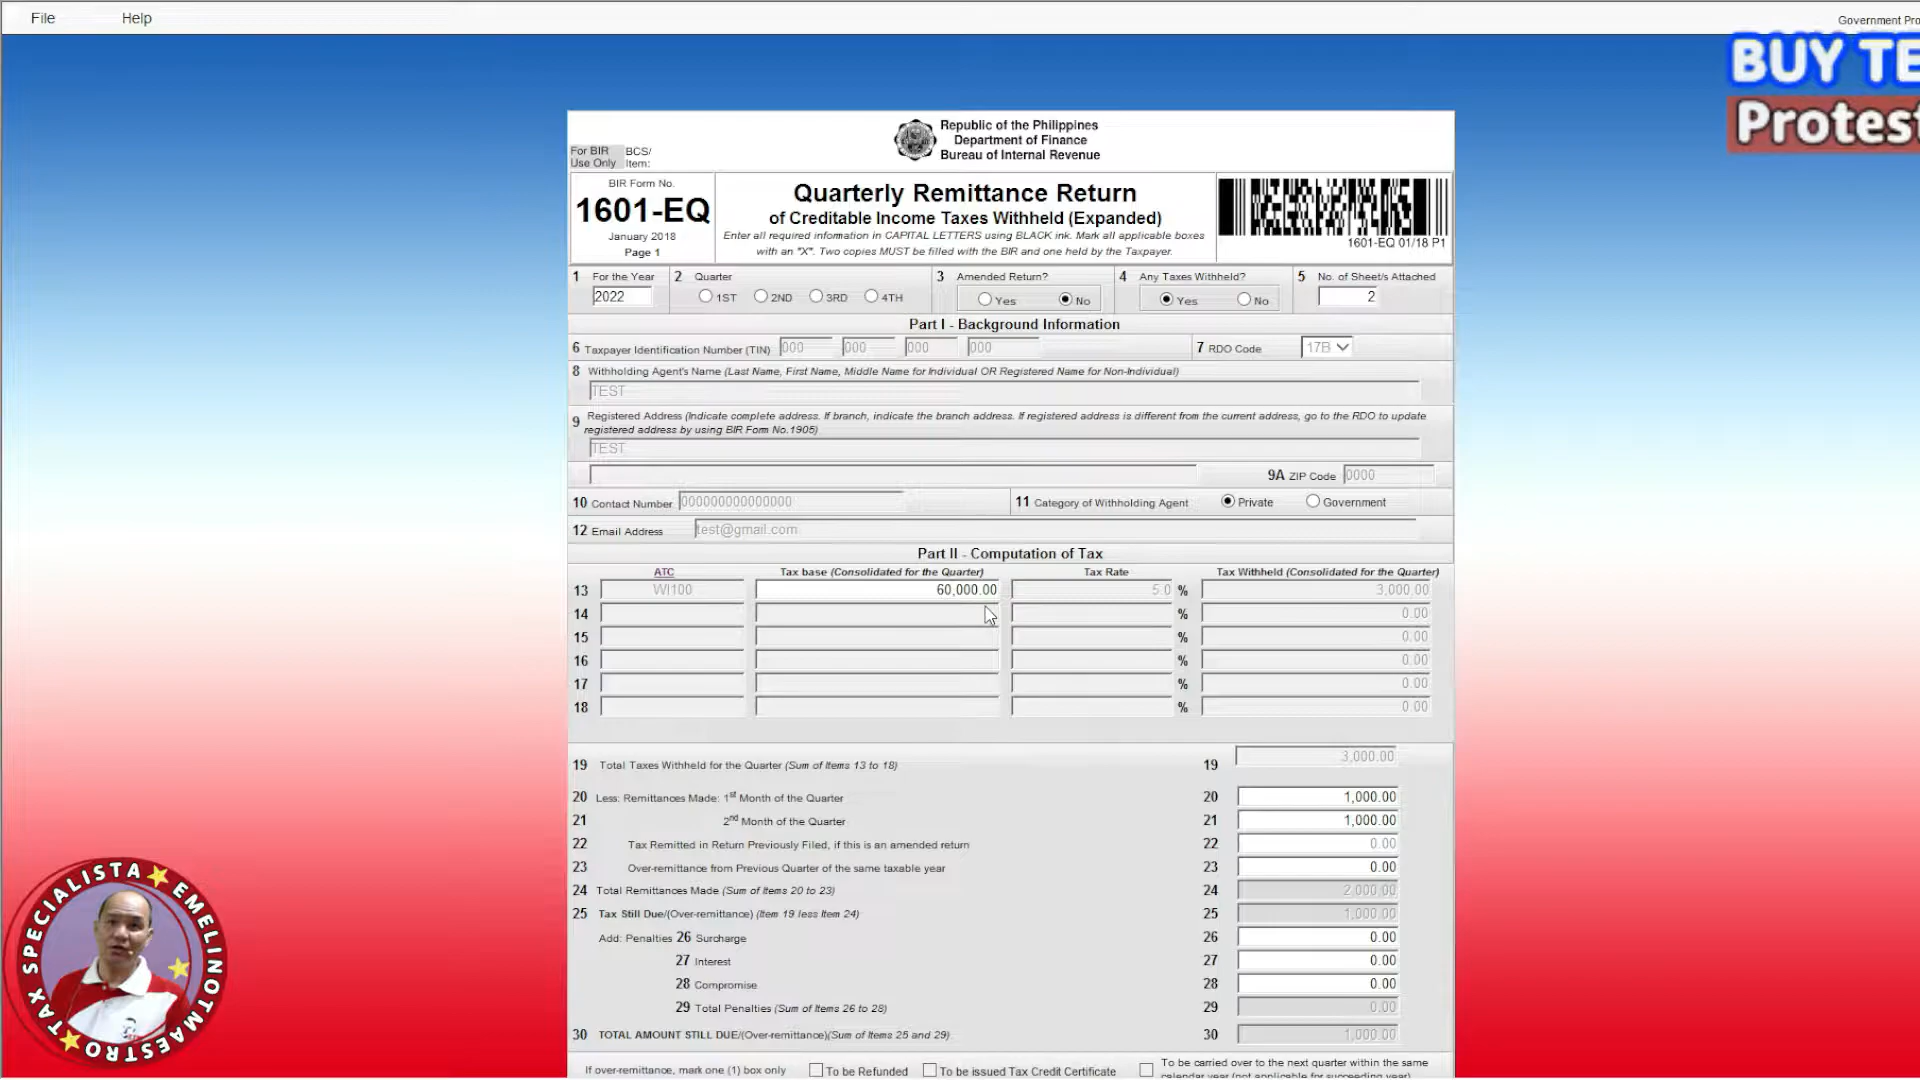 File Help Government Pro
BUY TE
Protest
Republic of the Philippines
Department of Finance
Bureau of Internal Revenue
For BIR BCS/
Use Only Item:
BIR Form No.
1601-EQ
January 2018
Page 1
Quarterly Remittance Return
of Creditable Income Taxes Withheld (Expanded)
Enter all required information in CAPITAL LETTERS using BLACK ink. Mark all applicable boxes
with an "X". Two copies MUST be filled with the BIR and one held by the Taxpayer.
1601-EQ 01/18 P1
1 For the Year 2 Quarter 3 Amended Return? 4 Any Taxes Withheld? 5 No. of Sheet/s Attached
2022 1ST 2ND 3RD 4TH Yes No Yes No 2
Part I - Background Information
6 Taxpayer Identification Number (TIN) 000 000 000 000 7 RDO Code 17B
8 Withholding Agent's Name (Last Name, First Name, Middle Name for Individual OR Registered Name for Non-Individual)
TEST
9 Registered Address (Indicate complete address. If branch, indicate the branch address. If registered address is different from the current address, go to the RDO to update
registered address by using BIR Form No.1905)
TEST
9A ZIP Code 0000
10 Contact Number 000000000000000 11 Category of Withholding Agent Private Government
12 Email Address test@gmail.com
Part II - Computation of Tax
ATC Tax base (Consolidated for the Quarter) Tax Rate Tax Withheld (Consolidated for the Quarter)
13 WI100 60,000.00 5.0 % 3,000.00
14 % 0.00
15 % 0.00
16 % 0.00
17 % 0.00
18 % 0.00
19 Total Taxes Withheld for the Quarter (Sum of Items 13 to 18) 19 3,000.00
20 Less: Remittances Made: 1st Month of the Quarter 20 1,000.00
21 2nd Month of the Quarter 21 1,000.00
22 Tax Remitted in Return Previously Filed, if this is an amended return 22 0.00
23 Over-remittance from Previous Quarter of the same taxable year 23 0.00
24 Total Remittances Made (Sum of Items 20 to 23) 24 2,000.00
25 Tax Still Due/(Over-remittance) (Item 19 less Item 24) 25 1,000.00
Add: Penalties 26 Surcharge 26 0.00
27 Interest 27 0.00
28 Compromise 28 0.00
29 Total Penalties (Sum of Items 26 to 28) 29 0.00
30 TOTAL AMOUNT STILL DUE/(Over-remittance)(Sum of Items 25 and 29) 30 1,000.00
If over-remittance, mark one (1) box only To be Refunded To be issued Tax Credit Certificate To be carried over to the next quarter within the same
calendar year (not applicable for succeeding year)
TAX SPECIALISTA EMELINOTMAESTRO